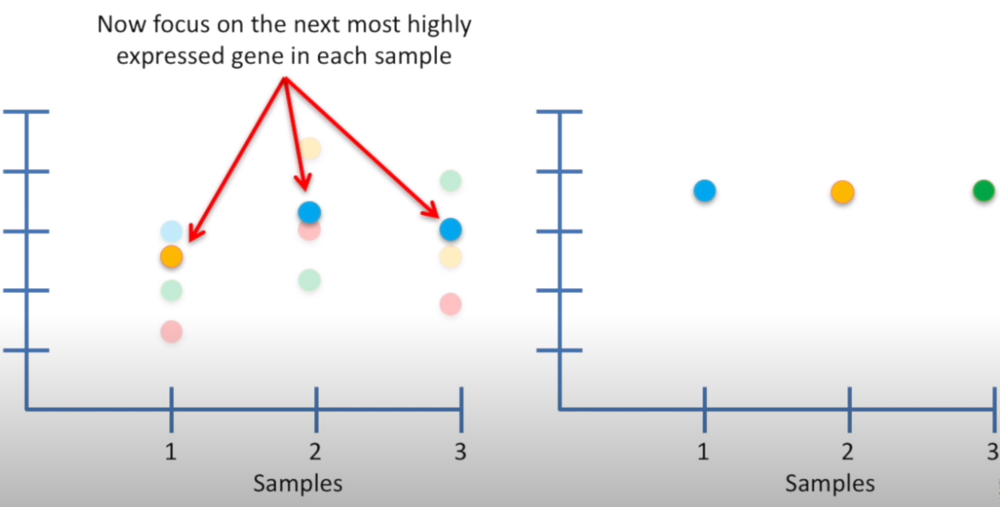 Now focus on the next most highly
expressed gene in each sample
1
2
3
Samples
1
2
3
Samples